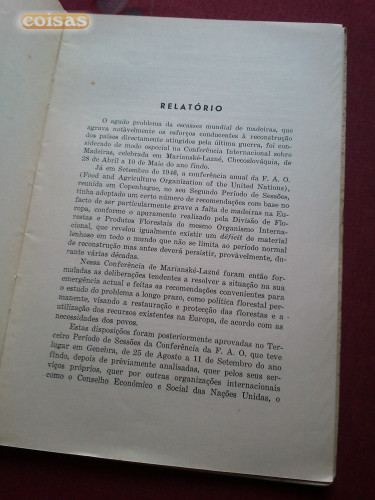 coisas
RELATÓRIO
O agudo problema da escassez mundial de madeiras, que
agrava notàvelmente os esforços conducentes à reconstrução
dos países directamente atingidos pela última guerra, foi con-
siderado de modo especial na Conferência Internacional sobre
Madeiras, celebrada em Marianské-Lazné, Checoslováquia, de
28 de Abril a 10 de Maio do ano findo.
Já em Setembro de 1946, a conferência anual da F. A. O.
(Food and Agriculture Organization of the United Nations),
reunida em Copenhague, no seu Segundo Período de Sessões,
tinha adoptado um certo número de recomendações com base no
facto de ser particularmente grave a falta de madeiras na Eu-
ropa, conforme o apuramento realizado pela Divisão de Flo-
restas e Produtos Florestais do mesmo Organismo Interna-
cional, que revelou igualmente existir um déficit de material
lenhoso em todo o mundo que não se limita ao período normal
de reconstrução mas antes deverá persistir, provàvelmente, du-
rante várias décadas.
Nessa Conferência de Marianské-Lazné foram então for-
muladas as deliberações tendentes a resolver a situação na sua
emergência actual e feitas as recomendações convenientes para
o estudo do problema a longo prazo, como política florestal per-
manente, visando a restauração e protecção das florestas e a
utilização dos recursos existentes na Europa, de acordo com as
necessidades dos povos.
Estas disposições foram posteriormente aprovadas no Ter-
ceiro Período de Sessões da Conferência da F. A. O. que teve
lugar em Genebra, de 25 de Agosto a 11 de Setembro do ano
findo, depois de prèviamente analisadas, quer pelos seus ser-
viços próprios, quer por outras organizações internacionais
como o Conselho Económico e Social das Nações Unidas, o